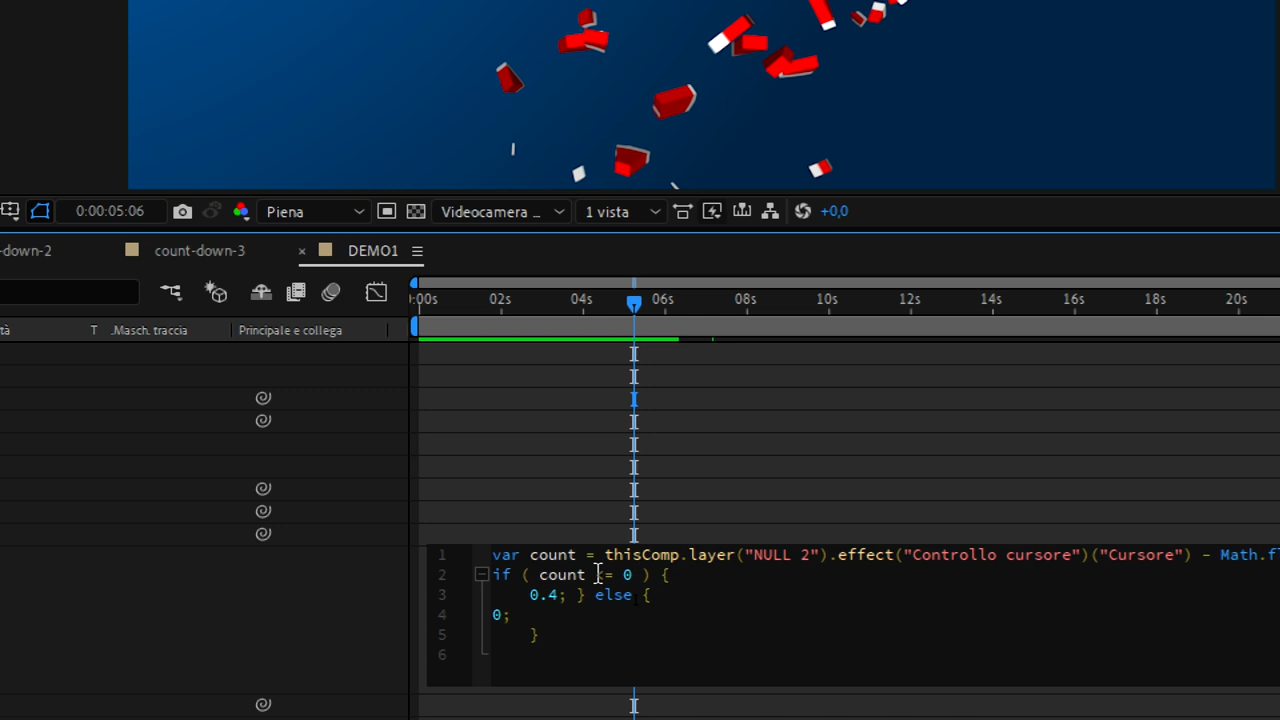 0:00:05:06 Piena Videocamera ... 1 vista +0,0
-down-2 count-down-3 × DEMO1
:00s 02s 04s 06s 08s 10s 12s 14s 16s 18s 20s
tà T .Masch. traccia Principale e collega
1 var count = thisComp.layer("NULL 2").effect("Controllo cursore")("Cursore") - Math.fl
2 if ( count <= 0 ) {
3 0.4; } else {
4 0;
5 }
6